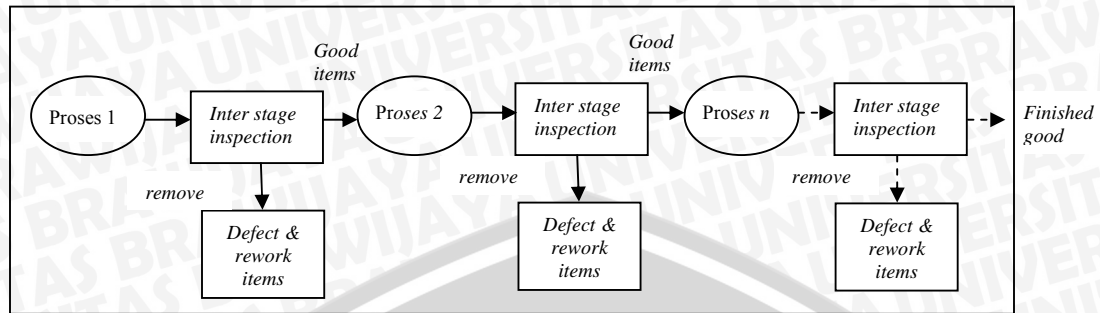 Proses 1
Inter stage
inspection
Good
items
Proses 2
Inter stage
inspection
Good
items
Proses n
Inter stage
inspection
Finished
good
remove
Defect &
rework
items
remove
Defect &
rework
items
remove
Defect &
rework
items